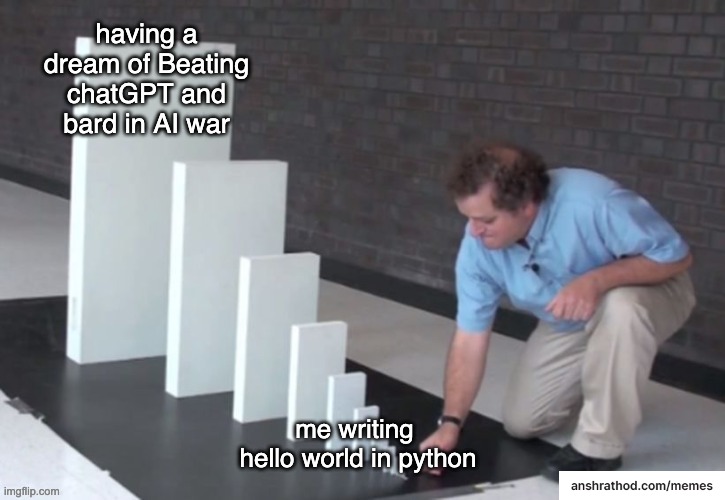 having a
dream of Beating
chatGPT and
bard in AI war
me writing
hello world in python
imgflip.com
anshrathod.com/memes